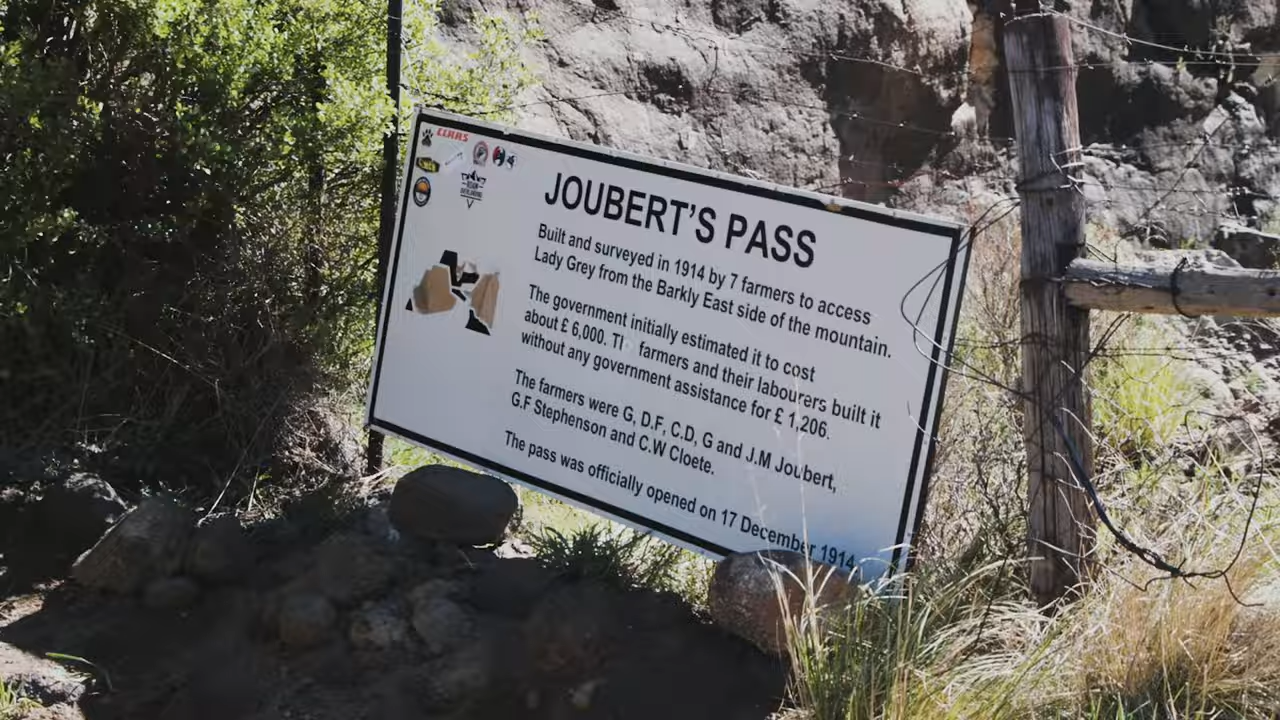 CLAAS
JOUBERT'S PASS
Built and surveyed in 1914 by 7 farmers to access
Lady Grey from the Barkly East side of the mountain.
The government initially estimated it to cost
about £ 6,000. Th farmers and their labourers built it
without any government assistance for £ 1,206.
The farmers were G, D.F, C.D, G and J.M Joubert,
G.F Stephenson and C.W Cloete.
The pass was officially opened on 17 December 1914